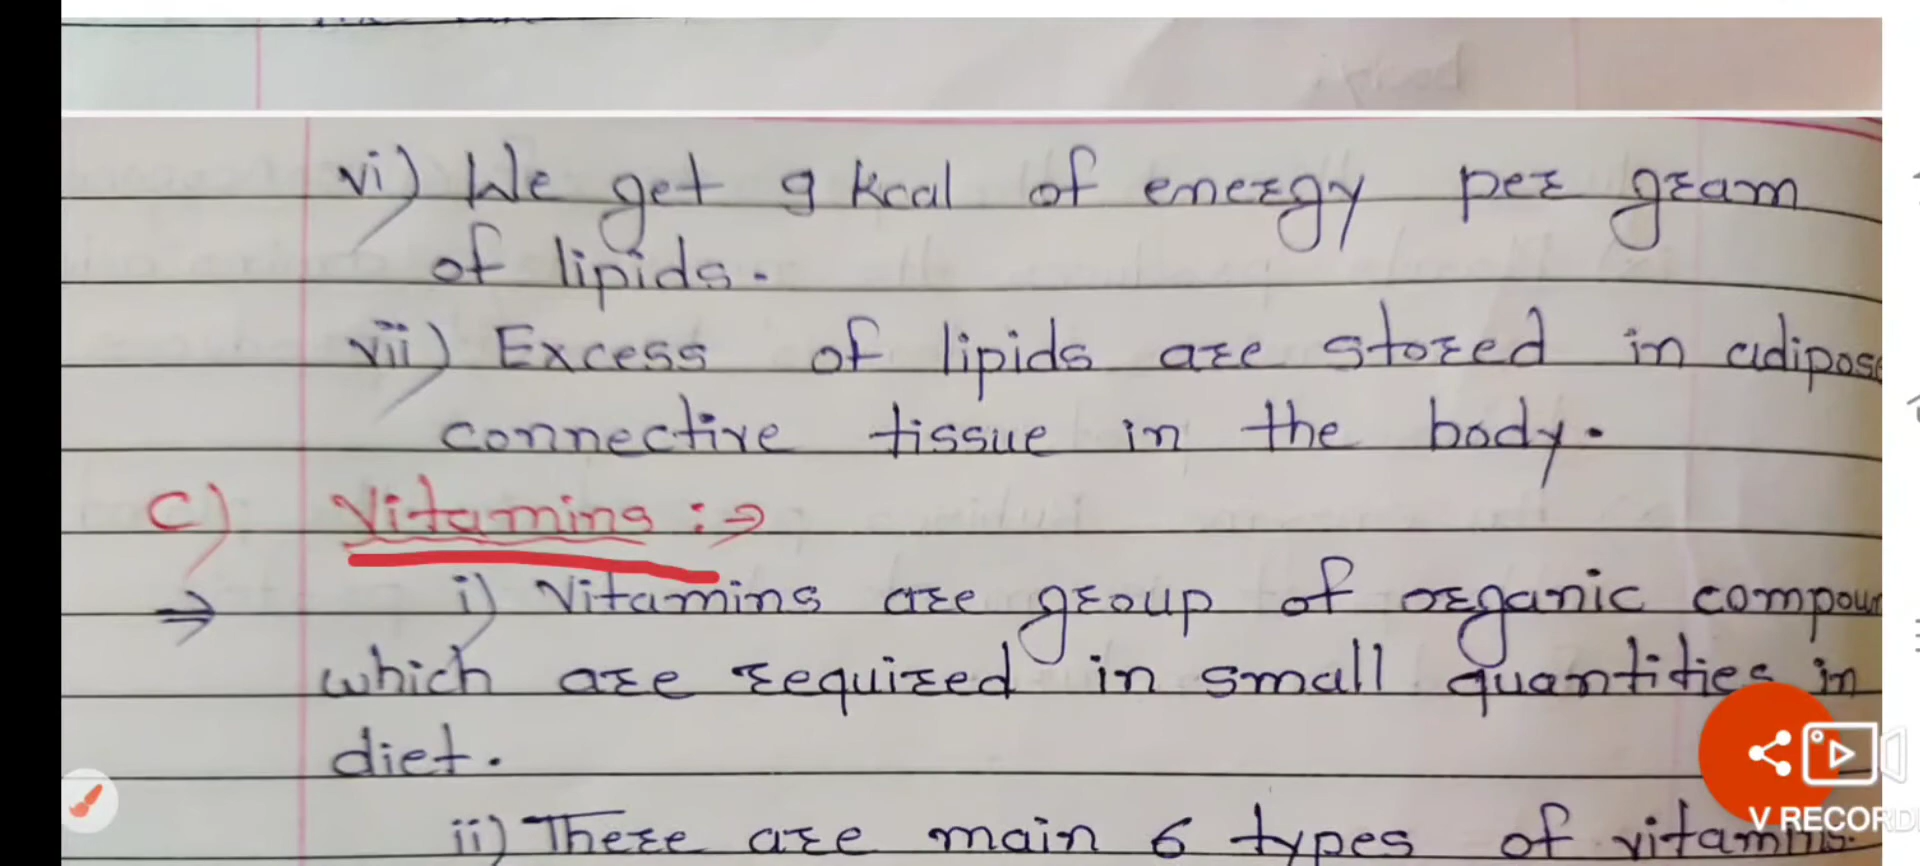 vi) We get 9 kcal of energy per gram
of lipids.
vii) Excess of lipids are stored in adipose
connective tissue in the body.
C) Vitamins :⇒
⇒ i) Vitamins are group of organic compoun
which are required in small quantities in
diet.
ii) There are main 6 types of vitamins.
V RECORD